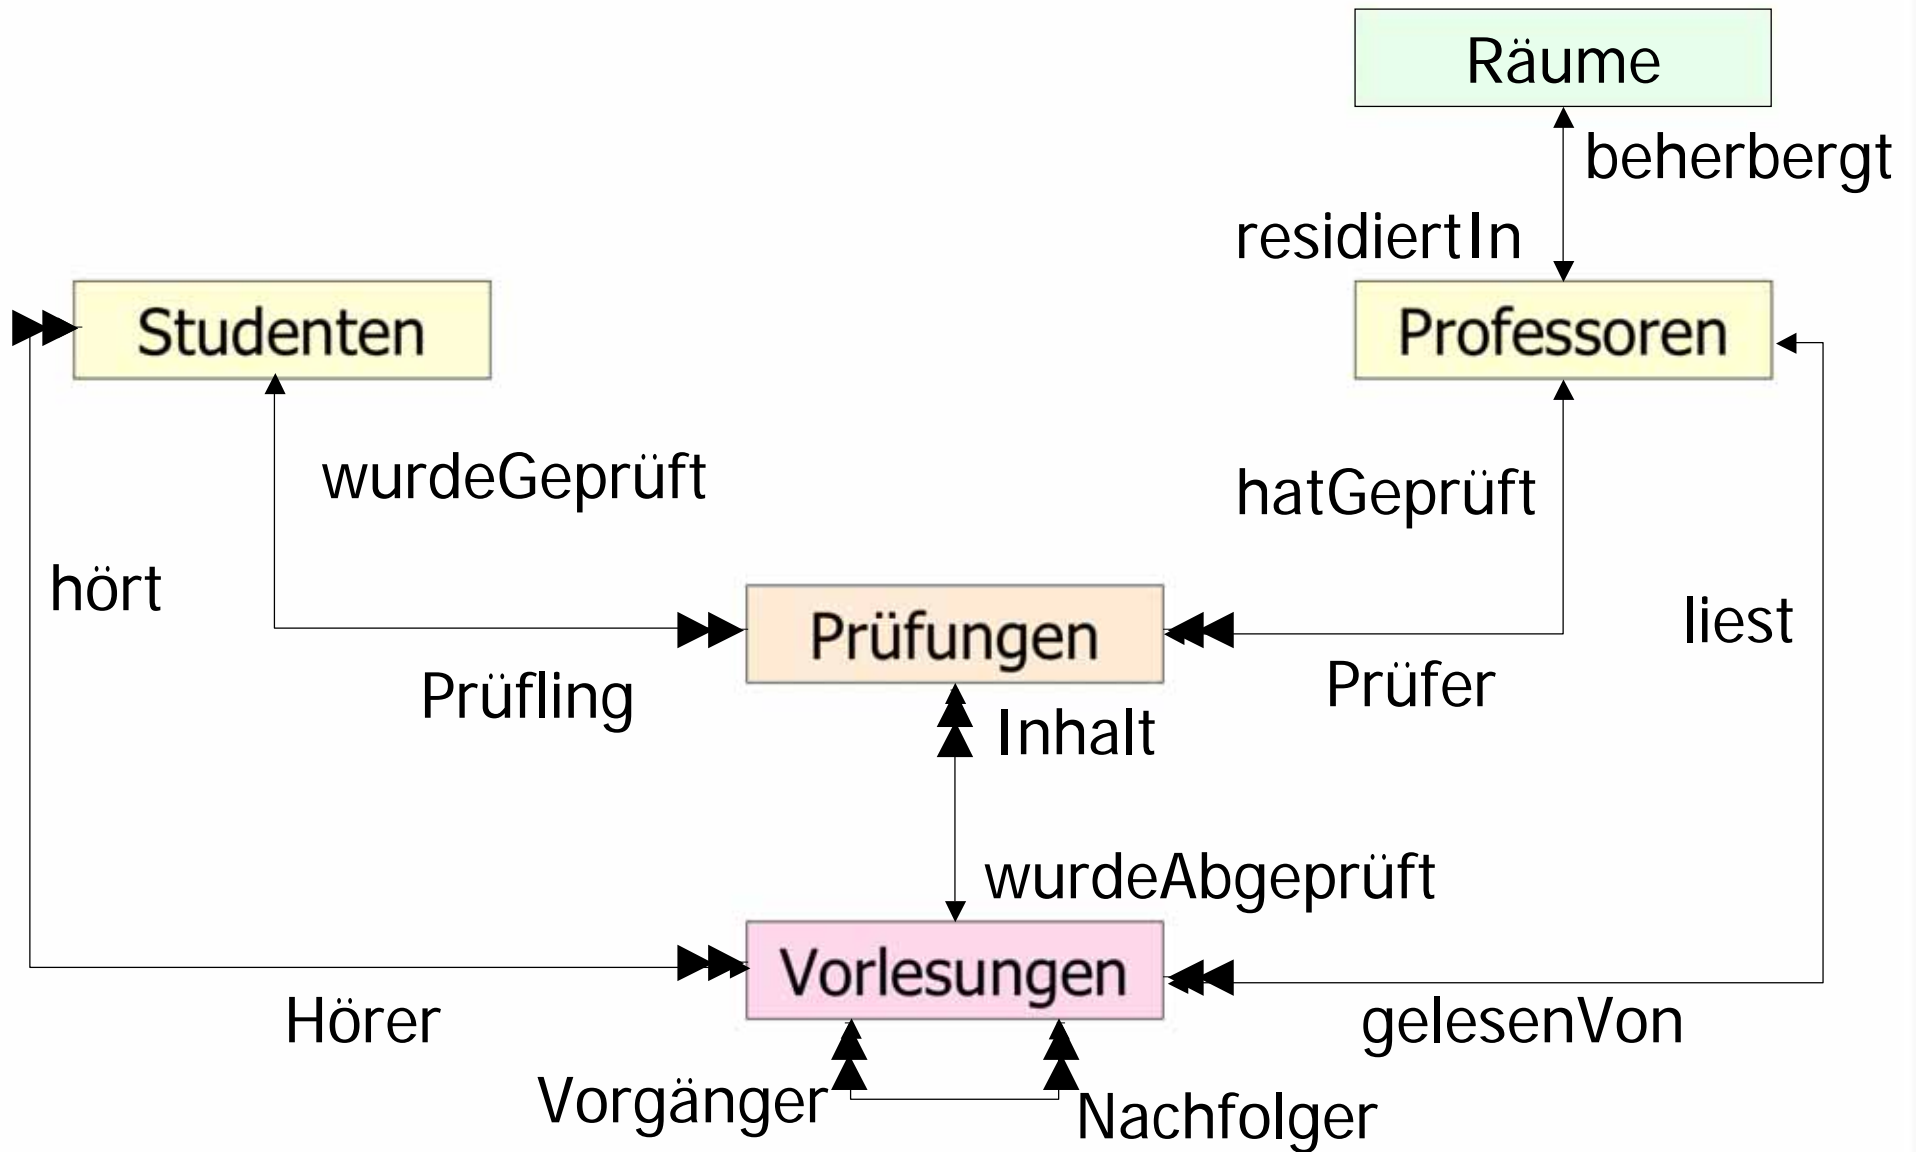 Räume
beherbergt
residiertIn
Studenten
Professoren
wurdeGeprüft
hatGeprüft
hört
liest
Prüfungen
Prüfling
Prüfer
Inhalt
wurdeAbgeprüft
Vorlesungen
Hörer
gelesenVon
Vorgänger
Nachfolger